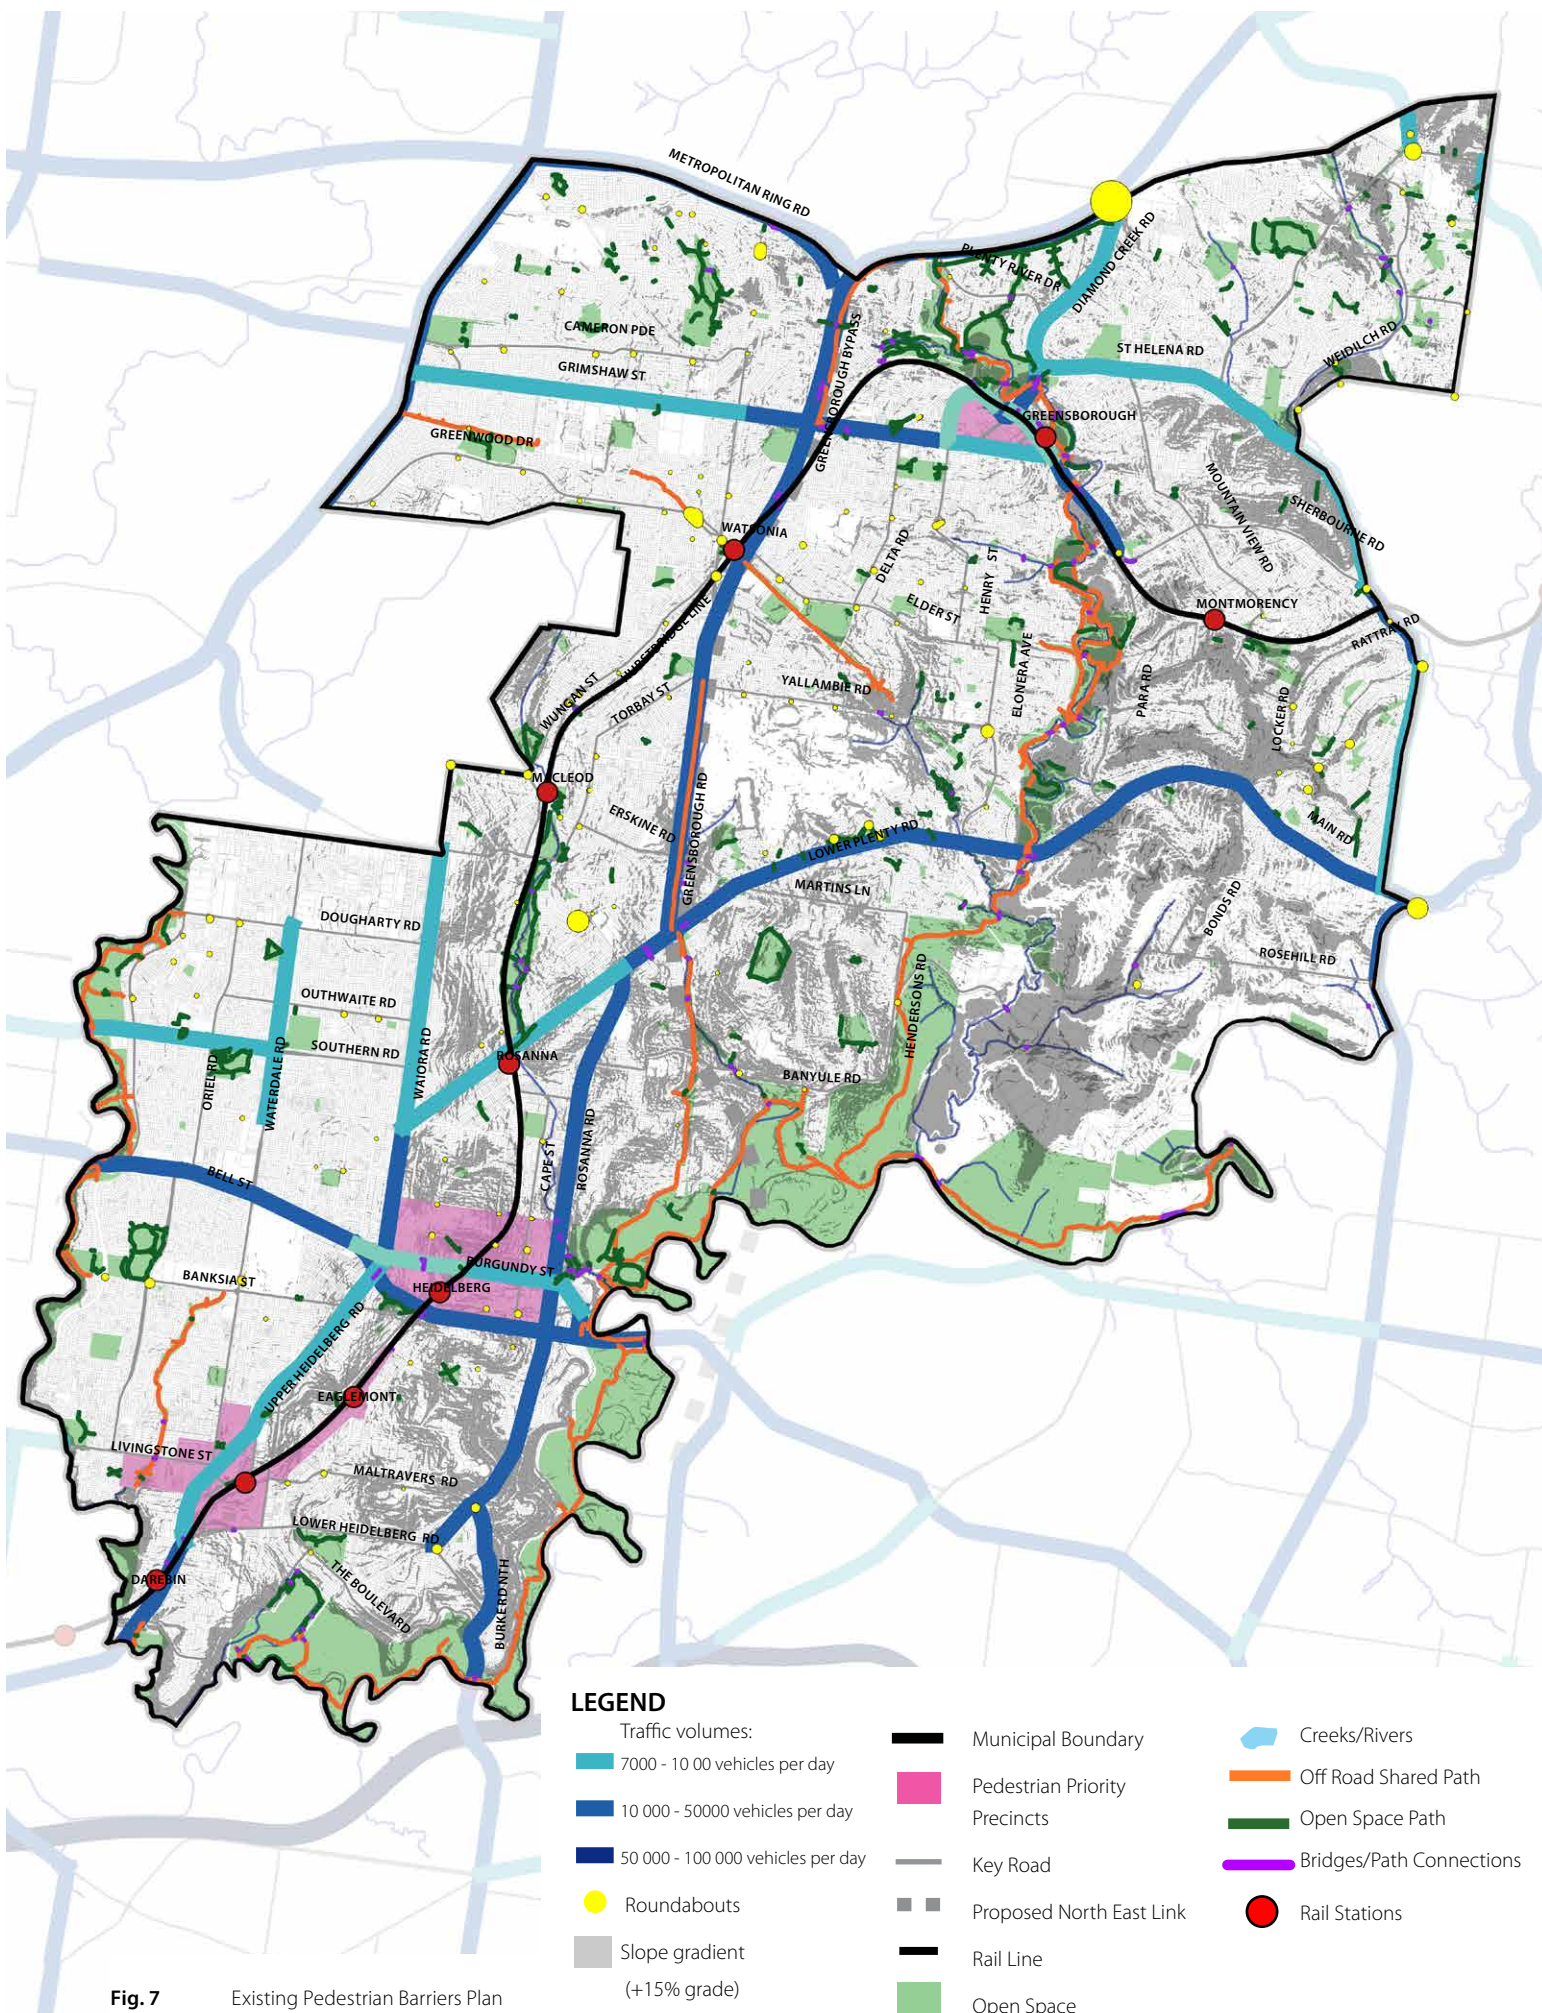 METROPOLITAN RING RD
PLENTY RIVER DR
DIAMOND CREEK RD
CAMERON PDE
GRIMSHAW ST
GREENSBOROUGH BYPASS
ST HELENA RD
WEIDILCH RD
GREENWOOD DR
GREENSBOROUGH
WATSONIA
MOUNTAIN VIEW RD
SHERBOURNE RD
DELTA RD
HENRY ST
ELDER ST
MONTMORENCY
RATTRAY RD
HURSTBRIDGE LINE
WUNGAN ST
TORBAY ST
YALLAMBIE RD
ELONERA AVE
PARA RD
LOCKER RD
MACLEOD
ERSKINE RD
GREENSBOROUGH RD
LOWER PLENTY RD
MAIN RD
MARTINS LN
BONDS RD
DOUGHARTY RD
ROSEHILL RD
OUTHWAITE RD
HENDERSONS RD
SOUTHERN RD
WAIORA RD
ROSANNA
ORIEL RD
WATERDALE RD
BANYULE RD
CAPE ST
ROSANNA RD
BELL ST
BURGUNDY ST
BANKSIA ST
HEIDELBERG
UPPER HEIDELBERG RD
EAGLEMONT
LIVINGSTONE ST
MALTRAVERS RD
LOWER HEIDELBERG RD
DAREBIN
THE BOULEVARD
BURKERD NTH
LEGEND
Traffic volumes:
7000 - 10 00 vehicles per day
10 000 - 50000 vehicles per day
50 000 - 100 000 vehicles per day
Roundabouts
Slope gradient
(+15% grade)
Municipal Boundary
Pedestrian Priority
Precincts
Key Road
Proposed North East Link
Rail Line
Open Space
Creeks/Rivers
Off Road Shared Path
Open Space Path
Bridges/Path Connections
Rail Stations
Fig. 7 Existing Pedestrian Barriers Plan